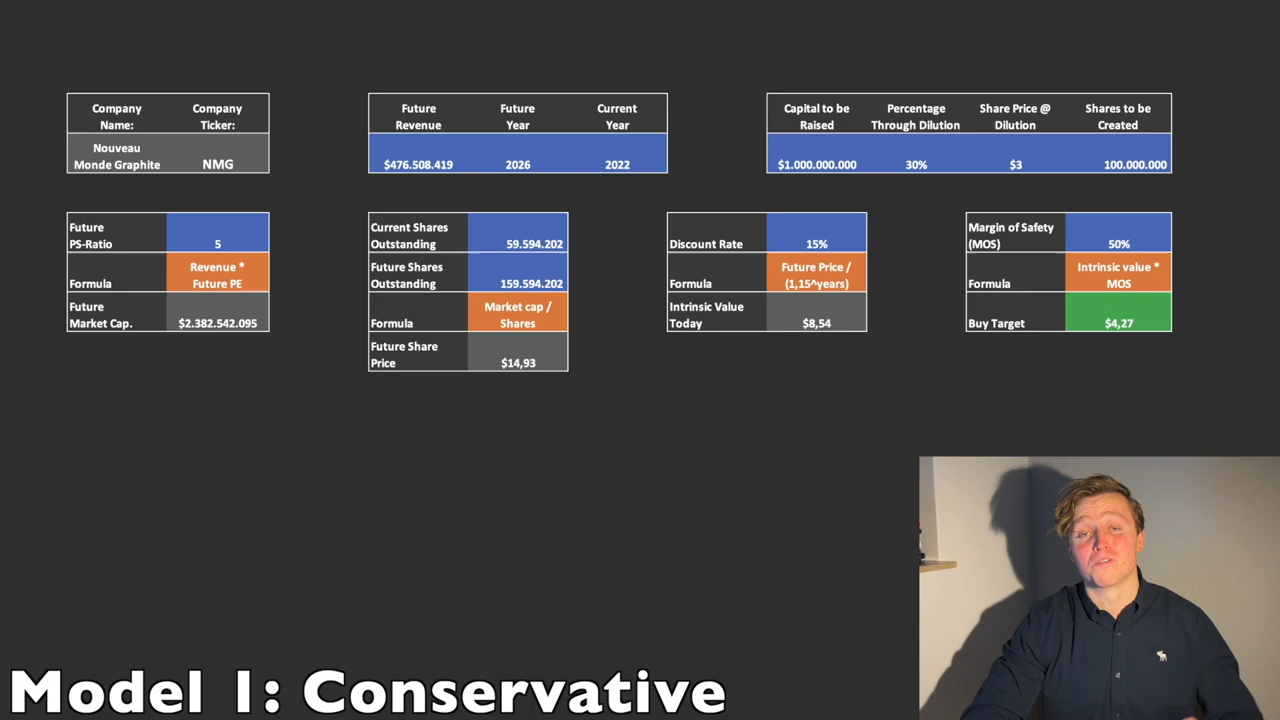 Company Name:
Company Ticker:
Nouveau Monde Graphite
NMG
Future Revenue
Future Year
Current Year
$476.508.419
2026
2022
Capital to be Raised
Percentage Through Dilution
Share Price @ Dilution
Shares to be Created
$1.000.000.000
30%
$3
100.000.000
Future PS-Ratio
5
Formula
Revenue * Future PE
Future Market Cap.
$2.382.542.095
Current Shares Outstanding
59.594.202
Future Shares Outstanding
159.594.202
Formula
Market cap / Shares
Future Share Price
$14,93
Discount Rate
15%
Formula
Future Price / (1,15^years)
Intrinsic Value Today
$8,54
Margin of Safety (MOS)
50%
Formula
Intrinsic value * MOS
Buy Target
$4,27
Model 1: Conservative